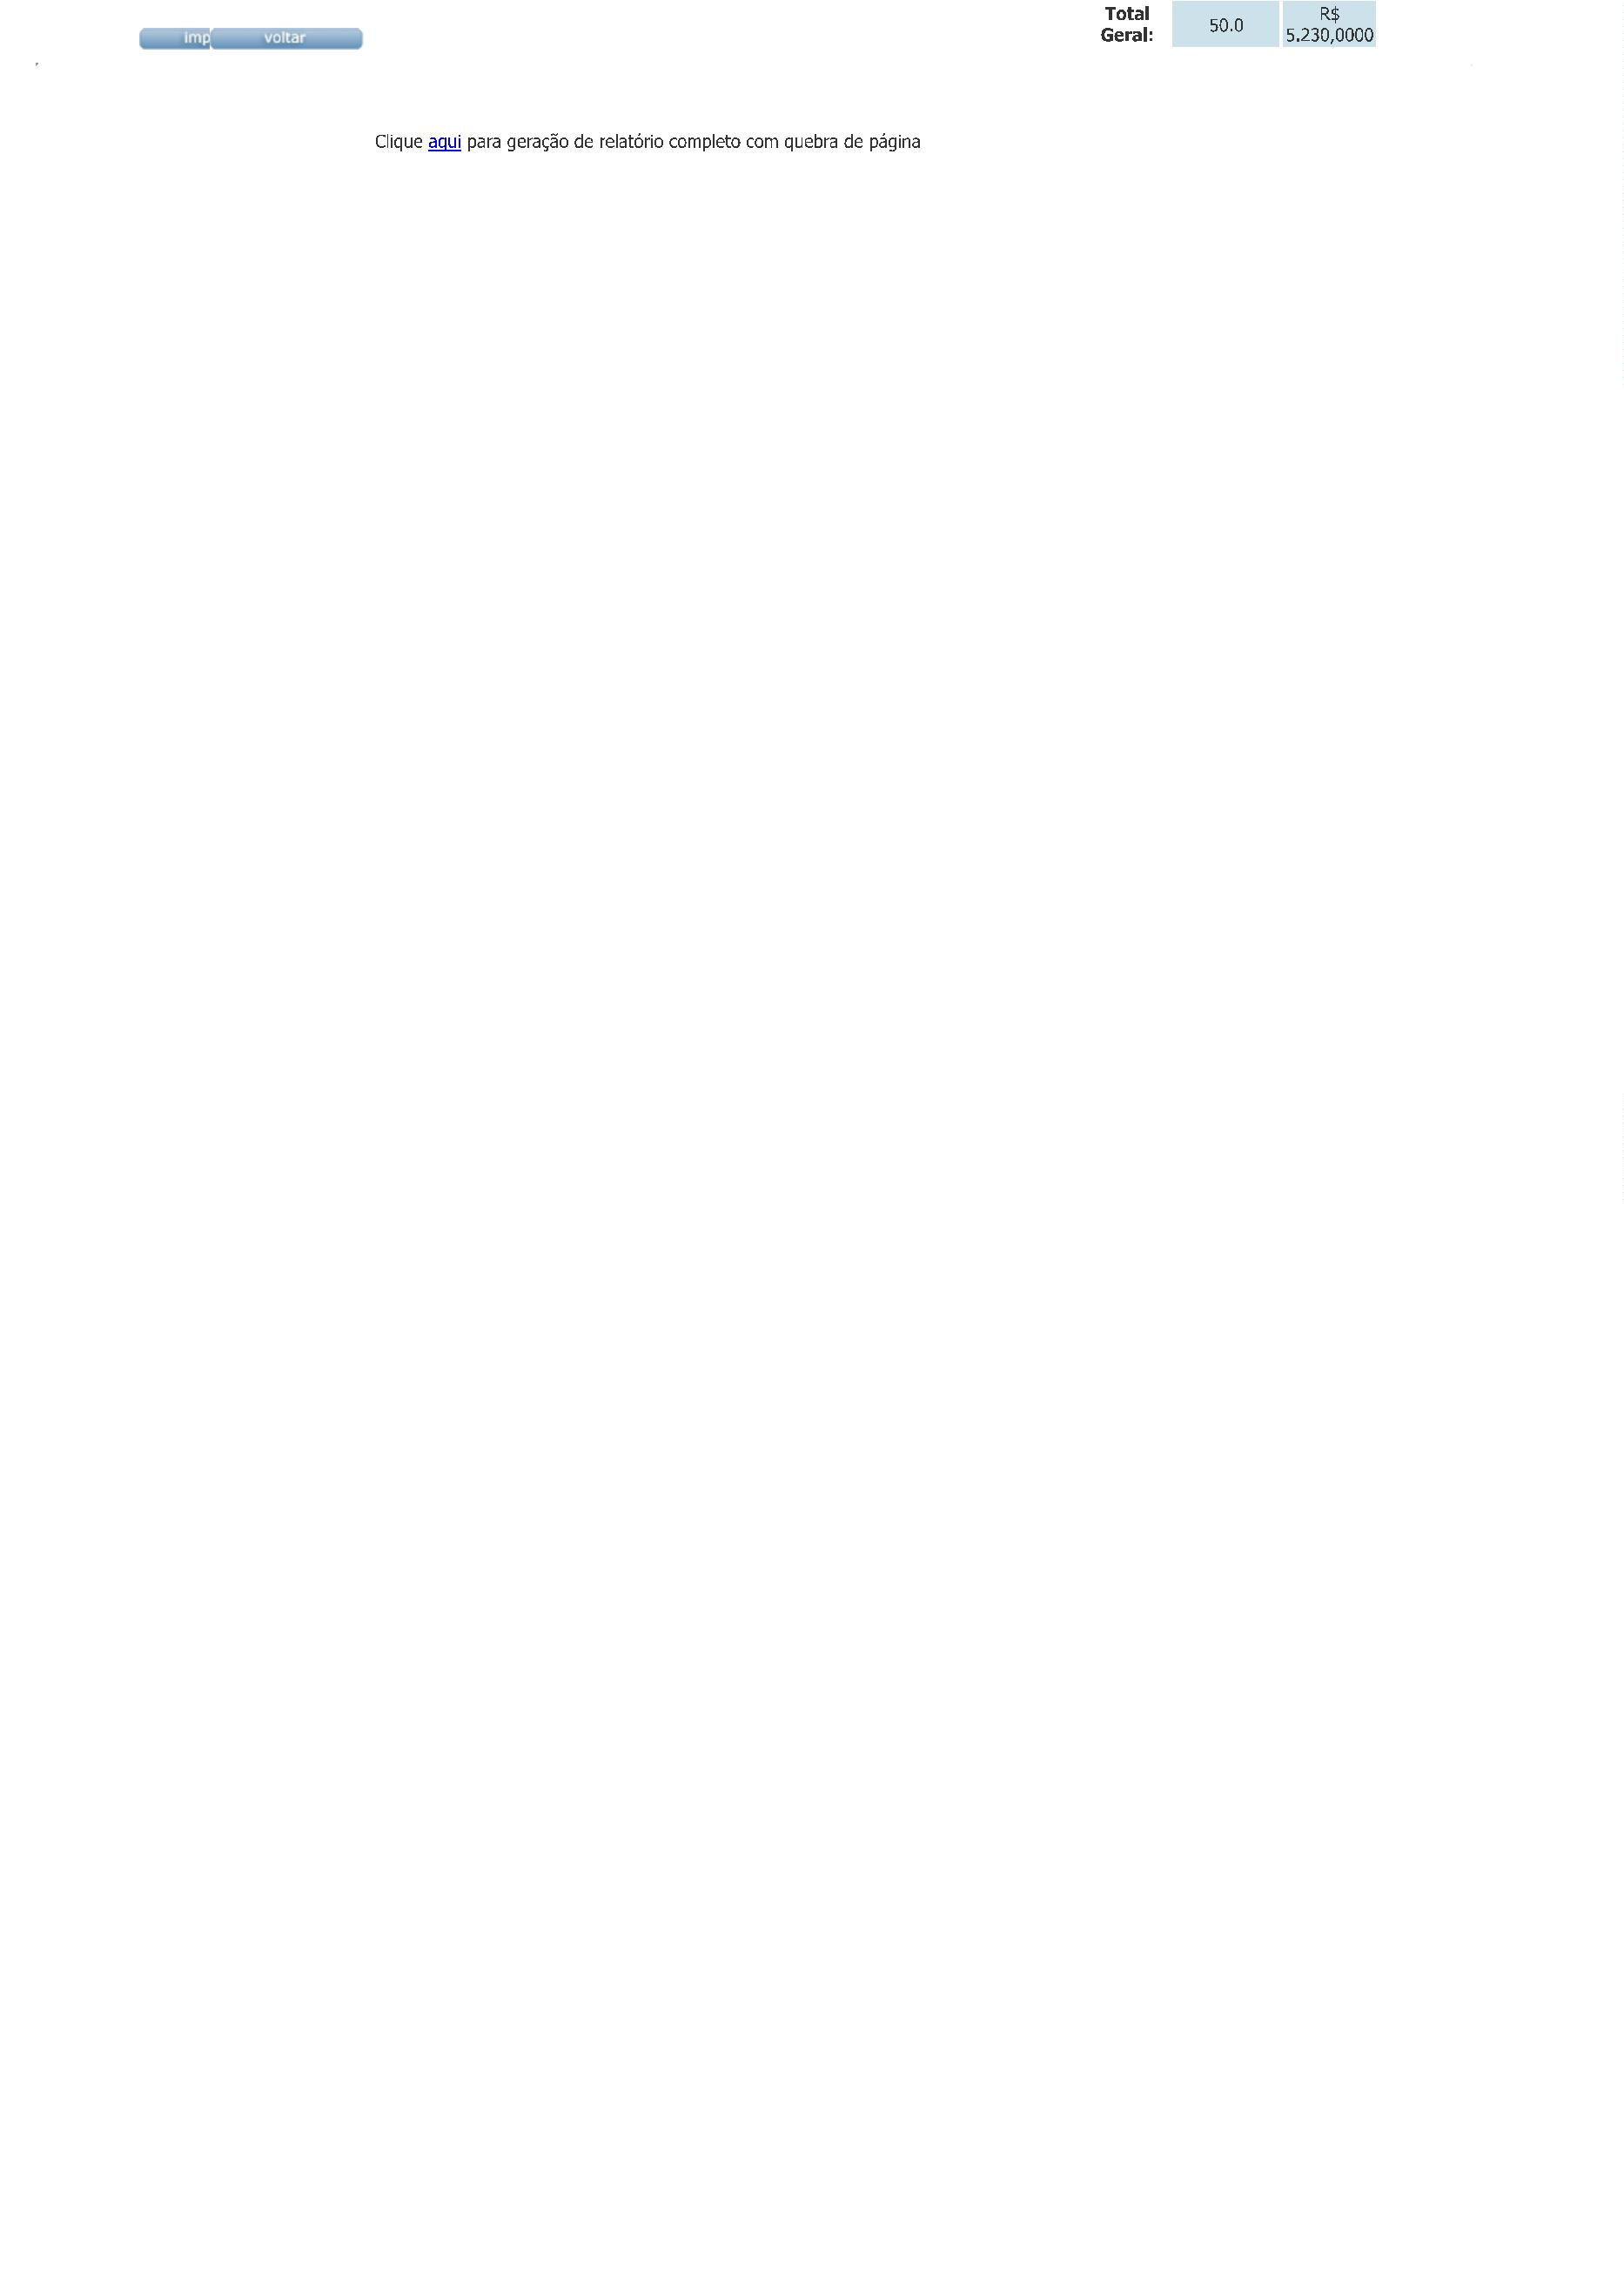 Total
Geral:
50.0
R$
5.230,0000
imp
voltar
Clique aqui para geração de relatório completo com quebra de página